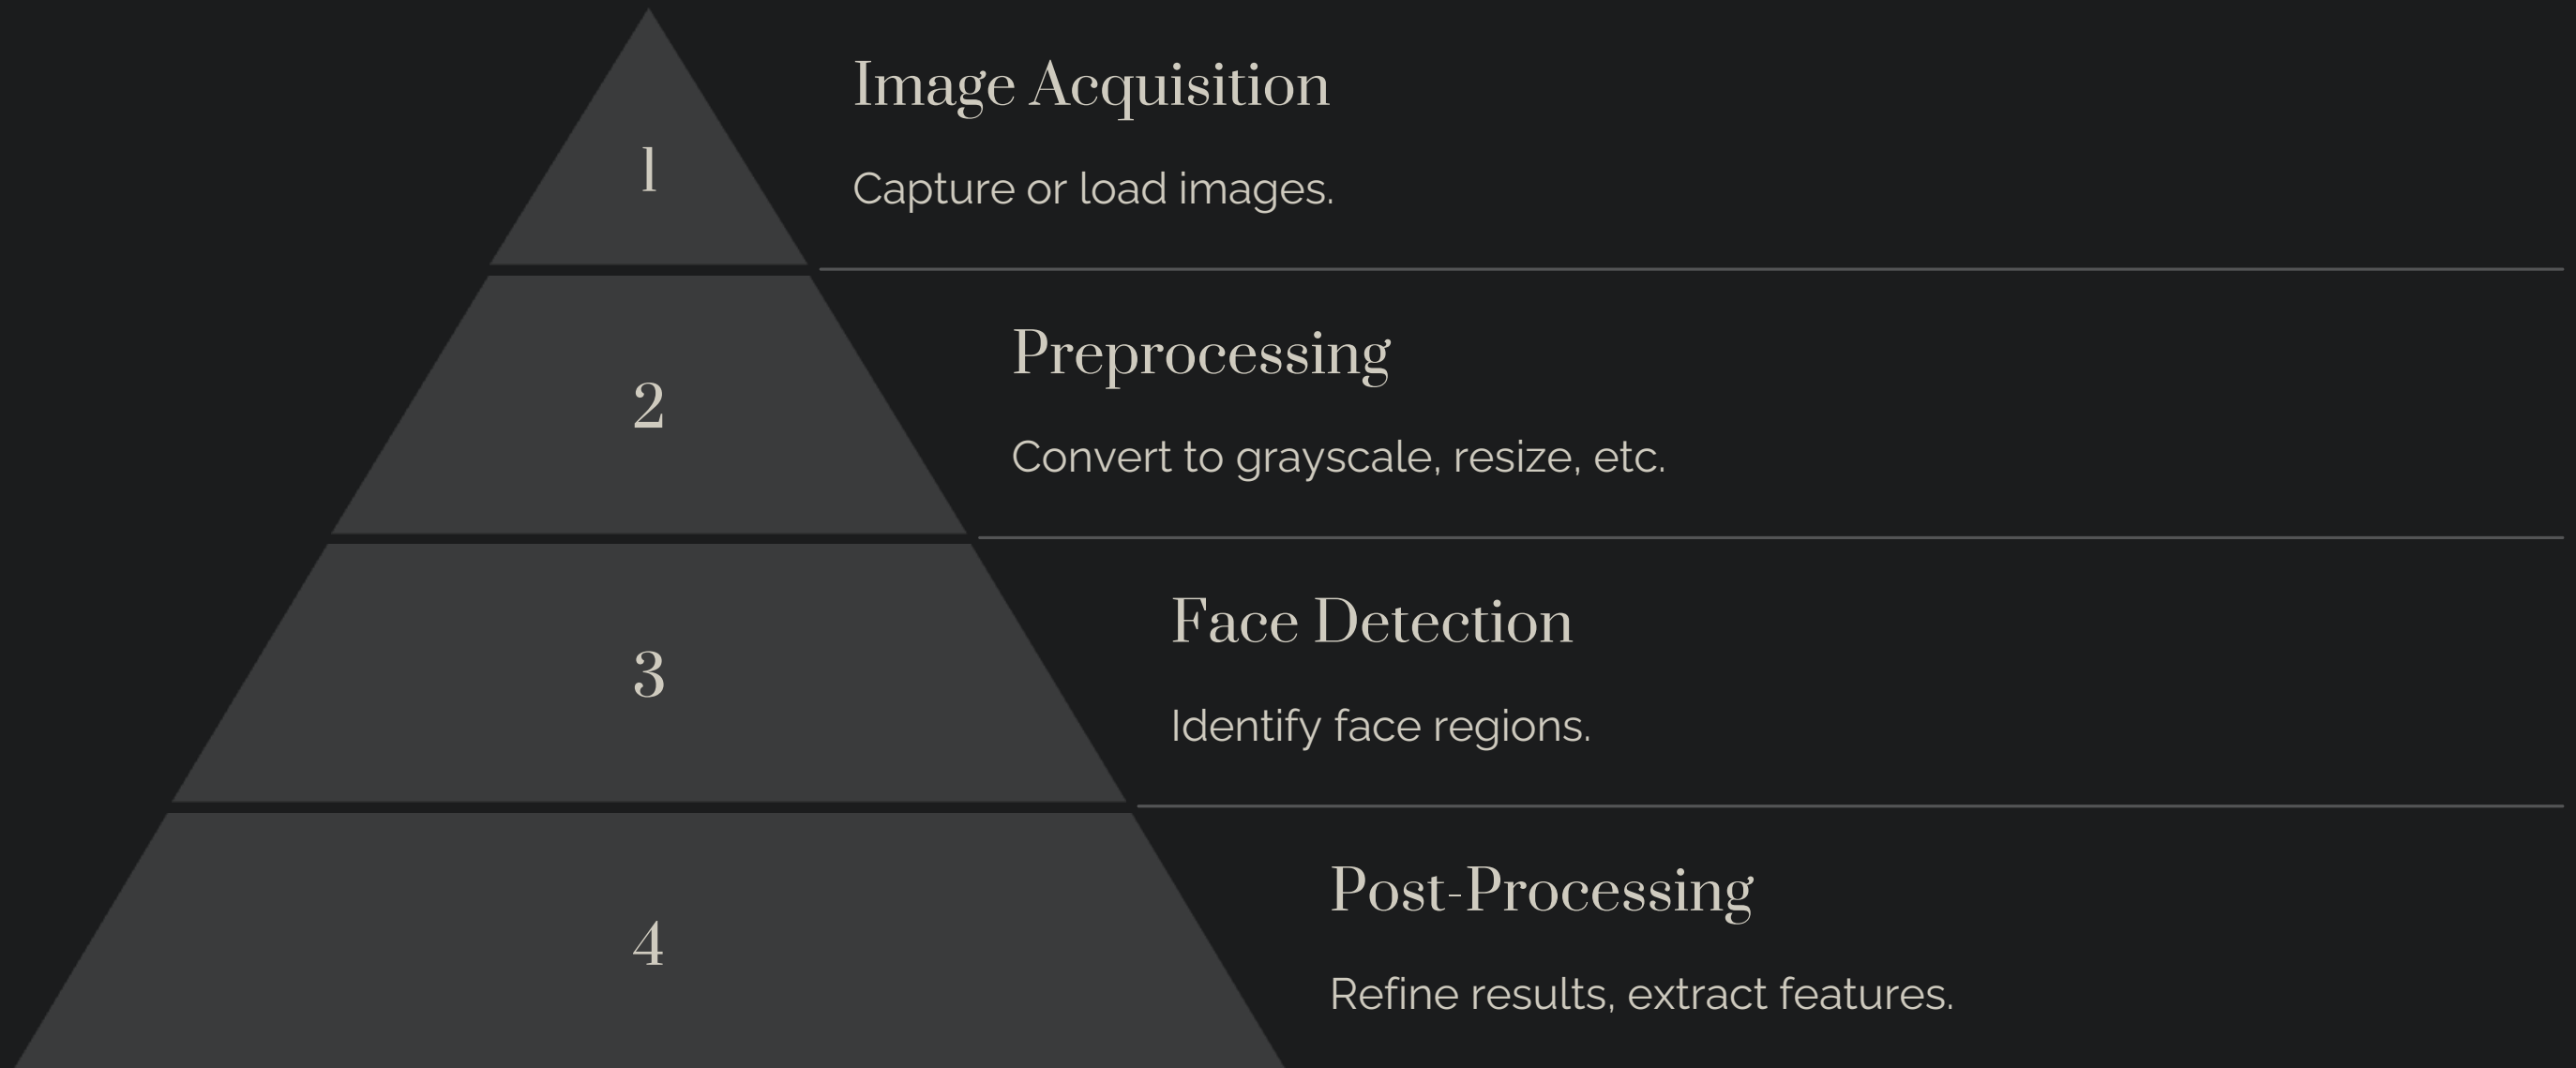 1
Image Acquisition
Capture or load images.
2
Preprocessing
Convert to grayscale, resize, etc.
3
Face Detection
Identify face regions.
4
Post-Processing
Refine results, extract features.